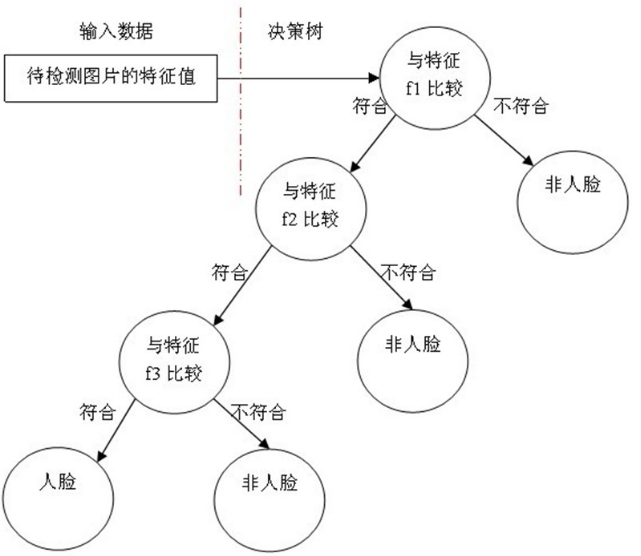 输入数据
决策树
待检测图片的特征值
与特征
f1 比较
符合
不符合
非人脸
与特征
f2 比较
符合
不符合
非人脸
与特征
f3 比较
符合
不符合
人脸
非人脸